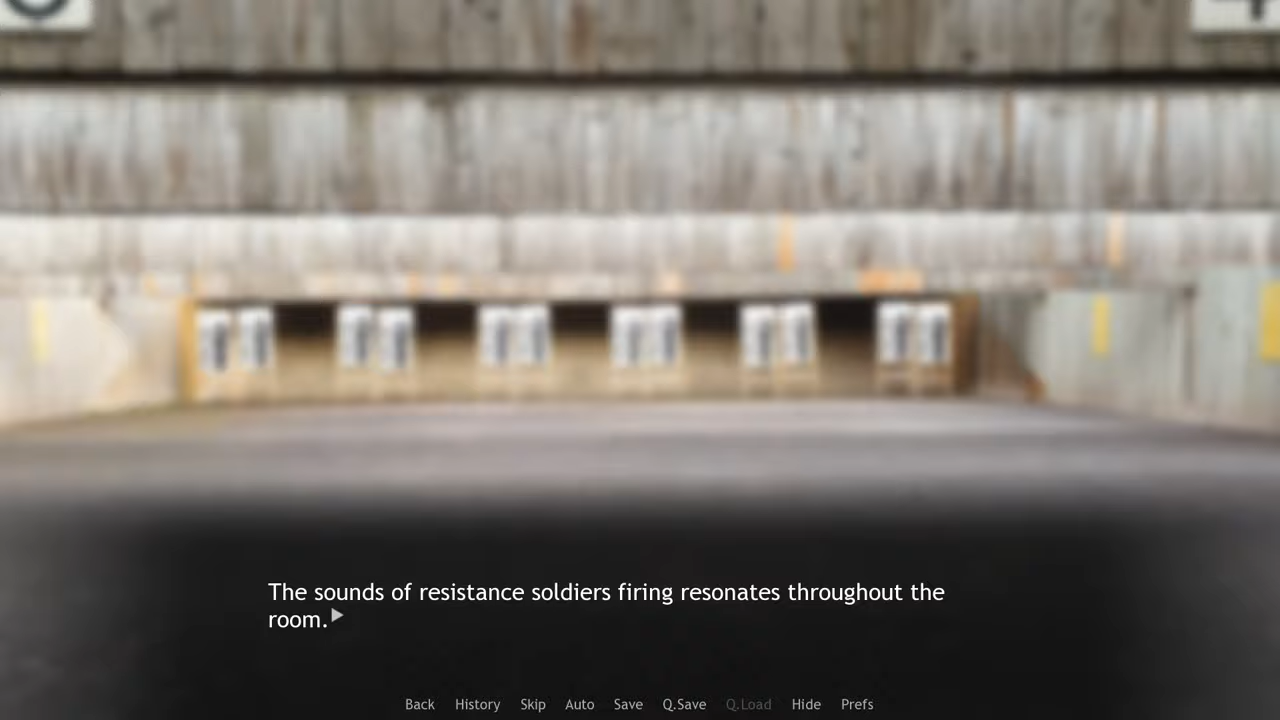 The sounds of resistance soldiers firing resonates throughout the
room.
Back History Skip Auto Save Q.Save Q.Load Hide Prefs